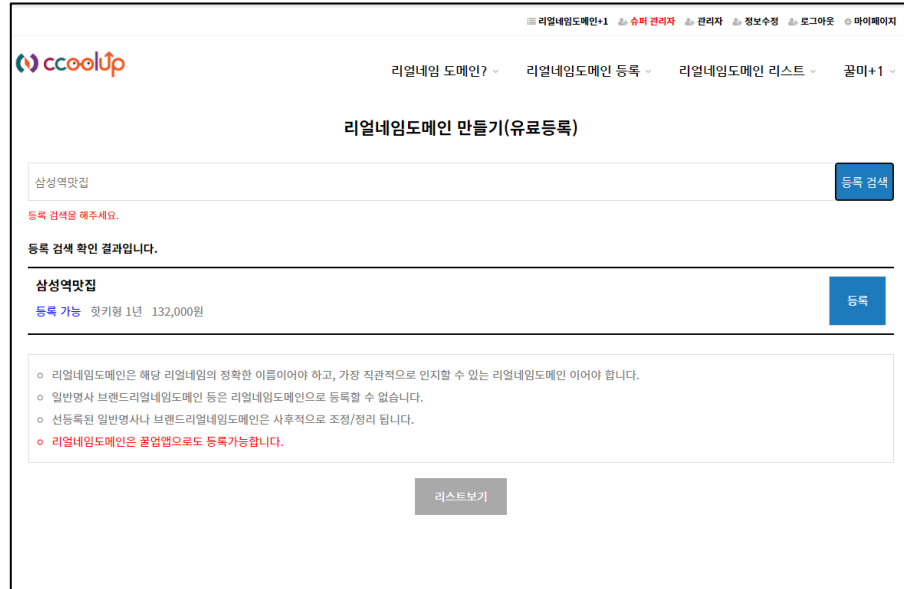 리얼네임도메인+1 슈퍼 관리자 관리자 정보수정 로그아웃 마이페이지
ccoolup
리얼네임 도메인? 리얼네임도메인 등록 리얼네임도메인 리스트 꿀미+1
리얼네임도메인 만들기(유료등록)
삼성역맛집 등록 검색
등록 검색을 해주세요.
등록 검색 확인 결과입니다.
삼성역맛집
등록 가능 핫키형 1년 132,000원 등록
리얼네임도메인은 해당 리얼네임의 정확한 이름이어야 하고, 가장 직관적으로 인지할 수 있는 리얼네임도메인 이어야 합니다.
일반명사 브랜드리얼네임도메인 등은 리얼네임도메인으로 등록할 수 없습니다.
선등록된 일반명사나 브랜드리얼네임도메인은 사후적으로 조정/정리 됩니다.
리얼네임도메인은 꿀업앱으로도 등록가능합니다.
리스트보기